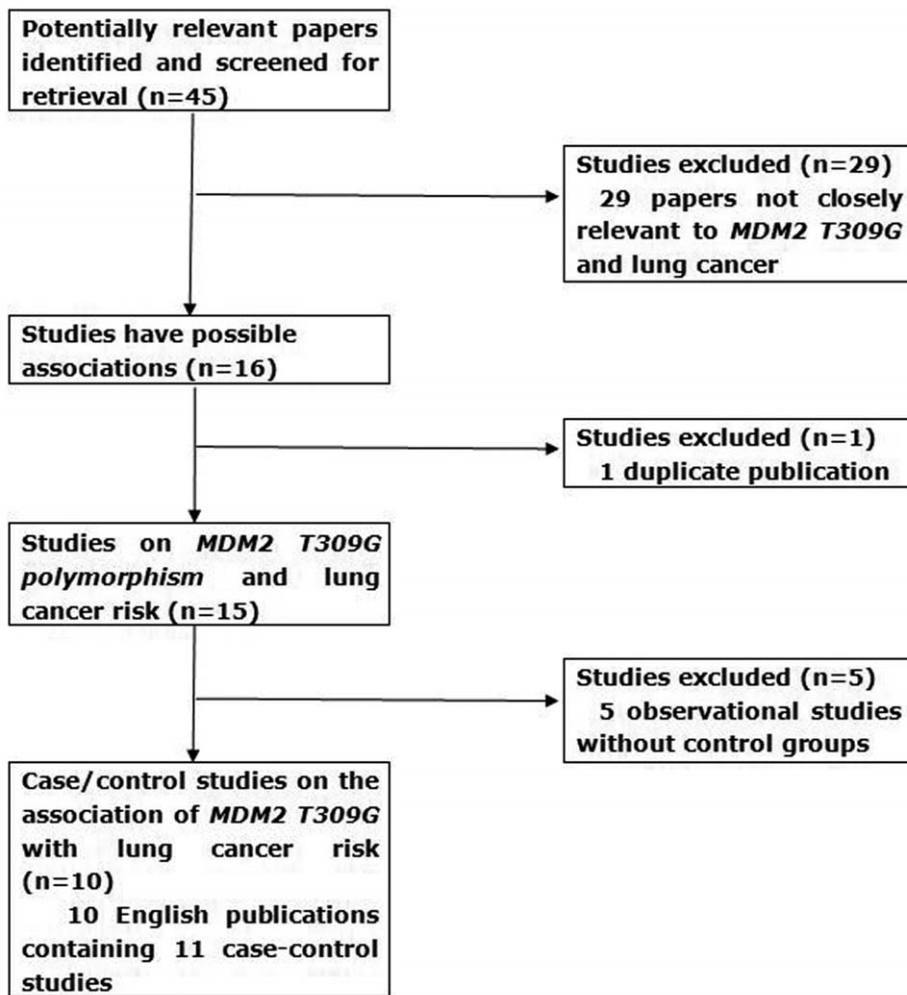 Potentially relevant papers
identified and screened for
retrieval (n=45)
Studies excluded (n=29)
29 papers not closely
relevant to MDM2 T309G
and lung cancer
Studies have possible
associations (n=16)
Studies excluded (n=1)
1 duplicate publication
Studies on MDM2 T309G
polymorphism and lung
cancer risk (n=15)
Studies excluded (n=5)
5 observational studies
without control groups
Case/control studies on the
association of MDM2 T309G
with lung cancer risk
(n=10)
10 English publications
containing 11 case-control
studies